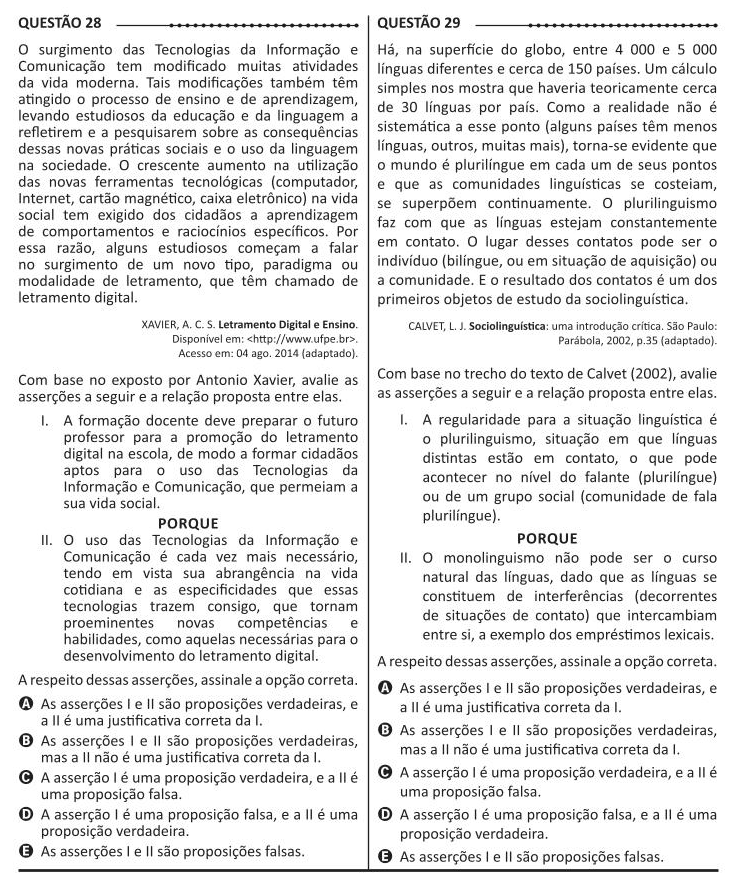 QUESTÃO 28
O surgimento das Tecnologias da Informação e
Comunicação tem modificado muitas atividades
da vida moderna. Tais modificações também têm
atingido o processo de ensino e de aprendizagem,
levando estudiosos da educação e da linguagem a
refletirem e a pesquisarem sobre as consequências
dessas novas práticas sociais e o uso da linguagem
na sociedade. O crescente aumento na utilização
das novas ferramentas tecnológicas (computador,
Internet, cartão magnético, caixa eletrônico) na vida
social tem exigido dos cidadãos a aprendizagem
de comportamentos e raciocínios específicos. Por
essa razão, alguns estudiosos começam a falar
no surgimento de um novo tipo, paradigma ou
modalidade de letramento, que têm chamado de
letramento digital.
XAVIER, A. C. S. Letramento Digital e Ensino.
Disponível em: <http://www.ufpe.br>.
Acesso em: 04 ago. 2014 (adaptado).
Com base no exposto por Antonio Xavier, avalie as
asserções a seguir e a relação proposta entre elas.
I. A formação docente deve preparar o futuro
professor para a promoção do letramento
digital na escola, de modo a formar cidadãos
aptos para o uso das Tecnologias da
Informação e Comunicação, que permeiam a
sua vida social.
PORQUE
II. O uso das Tecnologias da Informação e
Comunicação é cada vez mais necessário,
tendo em vista sua abrangência na vida
cotidiana e as especificidades que essas
tecnologias trazem consigo, que tornam
proeminentes novas competências e
habilidades, como aquelas necessárias para o
desenvolvimento do letramento digital.
A respeito dessas asserções, assinale a opção correta.
A As asserções I e II são proposições verdadeiras, e
a II é uma justificativa correta da I.
B As asserções I e II são proposições verdadeiras,
mas a II não é uma justificativa correta da I.
C A asserção I é uma proposição verdadeira, e a II é
uma proposição falsa.
D A asserção I é uma proposição falsa, e a II é uma
proposição verdadeira.
E As asserções I e II são proposições falsas.
QUESTÃO 29
Há, na superfície do globo, entre 4 000 e 5 000
línguas diferentes e cerca de 150 países. Um cálculo
simples nos mostra que haveria teoricamente cerca
de 30 línguas por país. Como a realidade não é
sistemática a esse ponto (alguns países têm menos
línguas, outros, muitas mais), torna-se evidente que
o mundo é plurilíngue em cada um de seus pontos
e que as comunidades linguísticas se costeiam,
se superpõem continuamente. O plurilinguismo
faz com que as línguas estejam constantemente
em contato. O lugar desses contatos pode ser o
indivíduo (bilíngue, ou em situação de aquisição) ou
a comunidade. E o resultado dos contatos é um dos
primeiros objetos de estudo da sociolinguística.
CALVET, L. J. Sociolinguística: uma introdução crítica. São Paulo:
Parábola, 2002, p.35 (adaptado).
Com base no trecho do texto de Calvet (2002), avalie
as asserções a seguir e a relação proposta entre elas.
I. A regularidade para a situação linguística é
o plurilinguismo, situação em que línguas
distintas estão em contato, o que pode
acontecer no nível do falante (plurilíngue)
ou de um grupo social (comunidade de fala
plurilíngue).
PORQUE
II. O monolinguismo não pode ser o curso
natural das línguas, dado que as línguas se
constituem de interferências (decorrentes
de situações de contato) que intercambiam
entre si, a exemplo dos empréstimos lexicais.
A respeito dessas asserções, assinale a opção correta.
A As asserções I e II são proposições verdadeiras, e
a II é uma justificativa correta da I.
B As asserções I e II são proposições verdadeiras,
mas a II não é uma justificativa correta da I.
C A asserção I é uma proposição verdadeira, e a II é
uma proposição falsa.
D A asserção I é uma proposição falsa, e a II é uma
proposição verdadeira.
E As asserções I e II são proposições falsas.